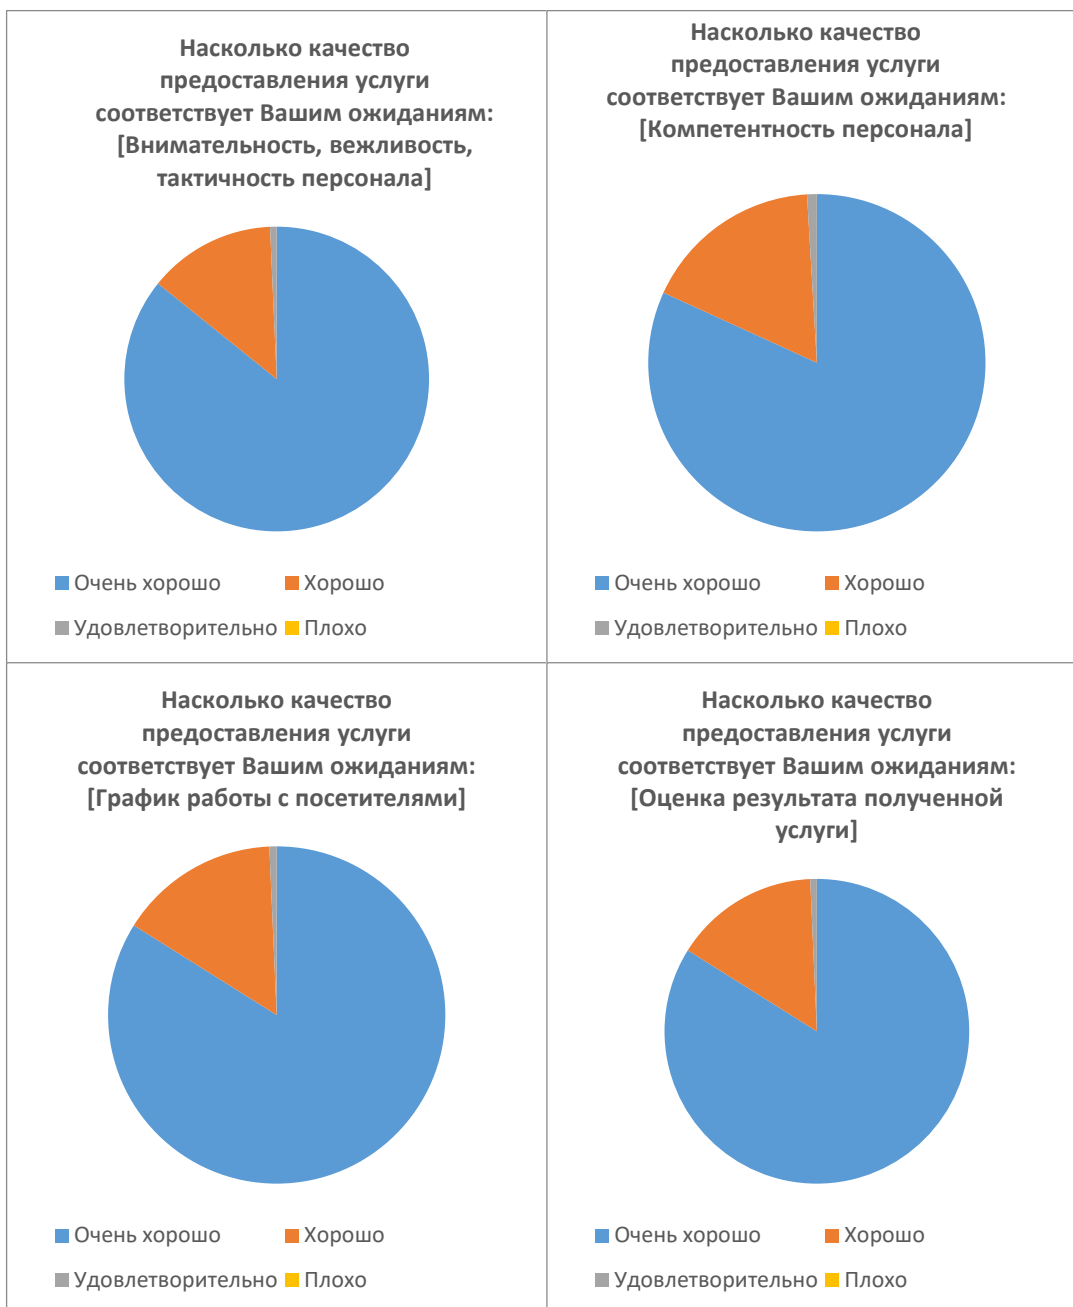 Насколько качество
предоставления услуги
соответствует Вашим ожиданиям:
[Внимательность, вежливость,
тактичность персонала]
Очень хорошо
Хорошо
Удовлетворительно
Плохо
Насколько качество
предоставления услуги
соответствует Вашим ожиданиям:
[Компетентность персонала]
Очень хорошо
Хорошо
Удовлетворительно
Плохо
Насколько качество
предоставления услуги
соответствует Вашим ожиданиям:
[График работы с посетителями]
Очень хорошо
Хорошо
Удовлетворительно
Плохо
Насколько качество
предоставления услуги
соответствует Вашим ожиданиям:
[Оценка результата полученной
услуги]
Очень хорошо
Хорошо
Удовлетворительно
Плохо